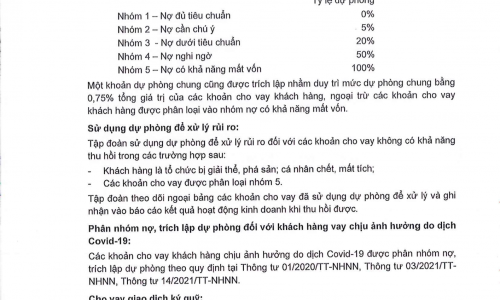 Tỷ lệ dự phòng
Nhóm 1 – Nợ đủ tiêu chuẩn 0%
Nhóm 2 – Nợ cần chú ý 5%
Nhóm 3 - Nợ dưới tiêu chuẩn 20%
Nhóm 4 – Nợ nghi ngờ 50%
Nhóm 5 – Nợ có khả năng mất vốn 100%
Một khoản dự phòng chung cũng được trích lập nhằm duy trì mức dự phòng chung bằng
0,75% tổng giá trị của các khoản cho vay khách hàng, ngoại trừ các khoản cho vay
khách hàng được phân loại vào nhóm nợ có khả năng mất vốn.
Sử dụng dự phòng để xử lý rủi ro:
Tập đoàn sử dụng dự phòng để xử lý rủi ro đối với các khoản cho vay không có khả năng
thu hồi trong các trường hợp sau:
- Khách hàng là tổ chức bị giải thể, phá sản; cá nhân chết, mất tích;
- Các khoản cho vay được phân loại nhóm 5.
Tập đoàn theo dõi ngoại bảng các khoản cho vay đã sử dụng dự phòng để xử lý và ghi
nhận vào báo cáo kết quả hoạt động kinh doanh khi thu hồi được.
Phân nhóm nợ, trích lập dự phòng đối với khách hàng vay chịu ảnh hưởng do dịch
Covid-19:
Các khoản cho vay khách hàng chịu ảnh hưởng do dịch Covid-19 được phân nhóm nợ,
trích lập dự phòng theo quy định tại Thông tư 01/2020/TT-NHNN, Thông tư 03/2021/TT-
NHNN, Thông tư 14/2021/TT-NHNN.
Cho vay giao dịch ký quỹ: